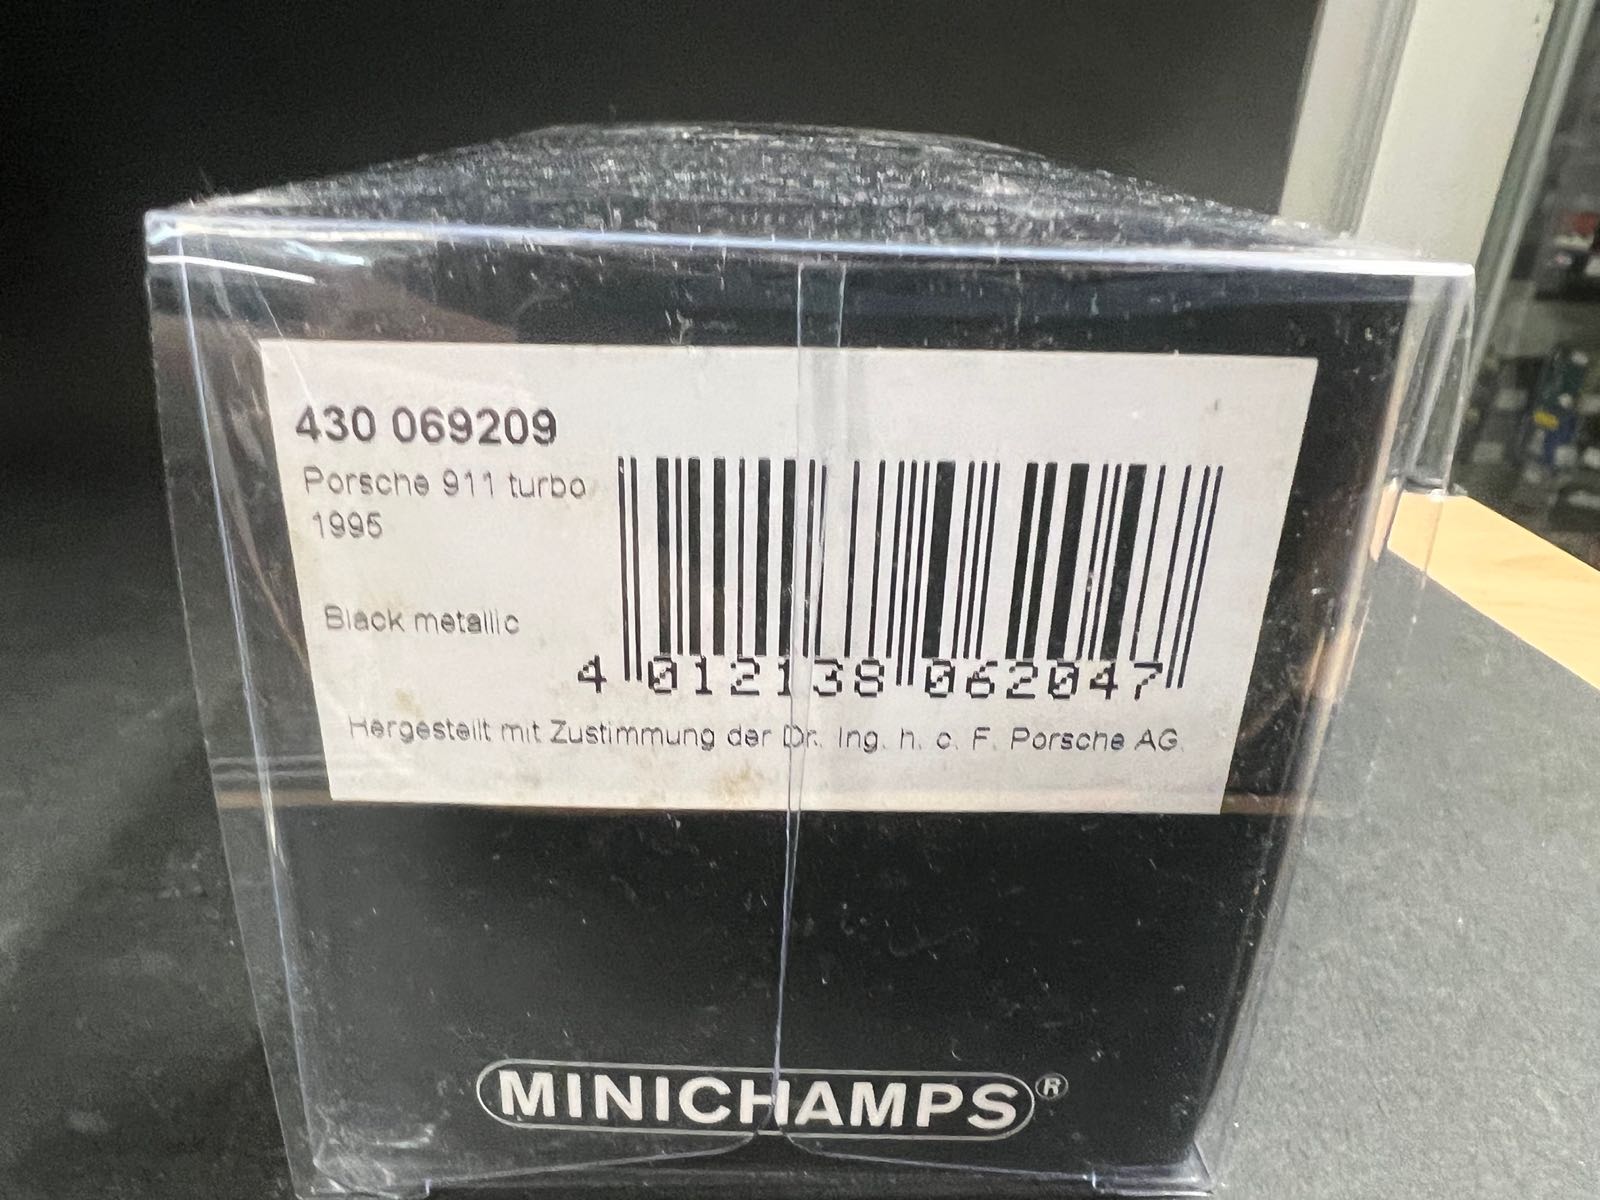 430 069209
Porsche 911 turbo
1995
Black metallic
4 012138 062047
Hergestellt mit Zustimmung der Dr. Ing. h. c. F. Porsche AG
MINICHAMPS®